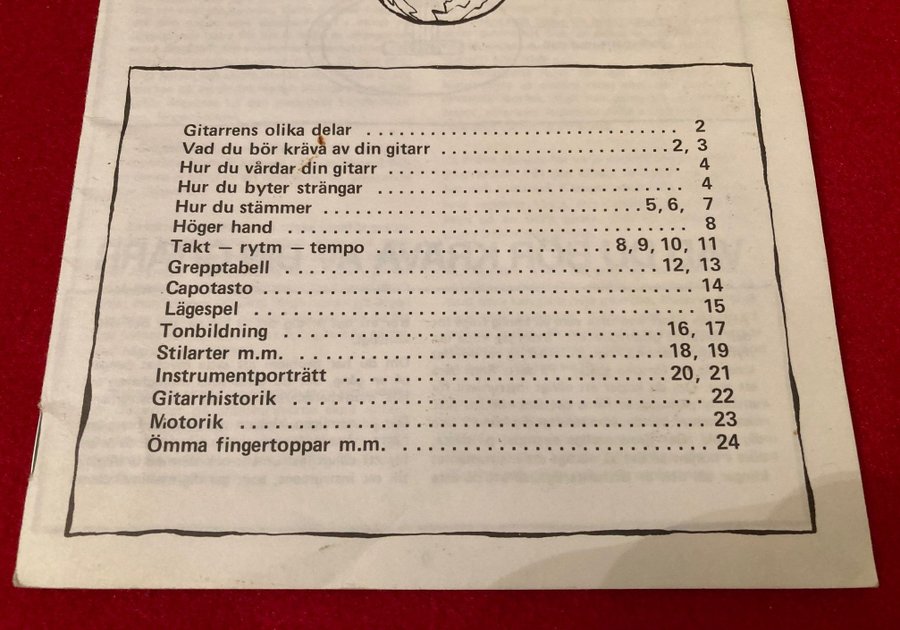 Gitarrens olika delar ................................ 2
Vad du bör kräva av din gitarr ........................ 2, 3
Hur du vårdar din gitarr .............................. 4
Hur du byter strängar ................................ 4
Hur du stämmer ................................ 5, 6, 7
Höger hand .......................................... 8
Takt – rytm – tempo ........................ 8, 9, 10, 11
Grepptabell ...................................... 12, 13
Capotasto .......................................... 14
Lägespel .......................................... 15
Tonbildning ...................................... 16, 17
Stilarter m.m. .................................... 18, 19
Instrumentporträtt ................................ 20, 21
Gitarrhistorik ...................................... 22
Motorik ............................................ 23
Ömma fingertoppar m.m. .............................. 24